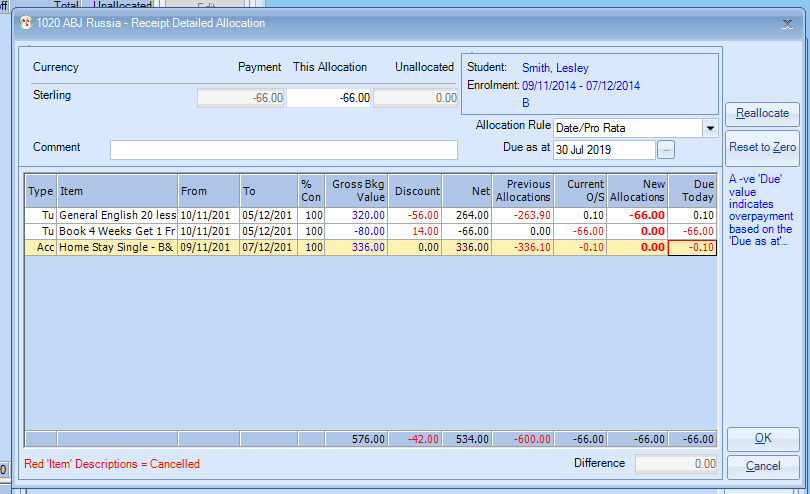 Total Unallocated Edit
1020 ABJ Russia - Receipt Detailed Allocation
Currency Payment This Allocation Unallocated
Sterling -66.00 -66.00 0.00
Student: Smith, Lesley
Enrolment: 09/11/2014 - 07/12/2014
B
Allocation Rule Date/Pro Rata
Comment Due as at 30 Jul 2019 ...
Reallocate
Reset to Zero
A -ve 'Due'
value
indicates
overpayment
based on the
'Due as at'...
Type Item From To % Con Gross Bkg Value Discount Net Previous Allocations Current O/S New Allocations Due Today
Tu General English 20 less 10/11/201 05/12/201 100 320.00 -56.00 264.00 -263.90 0.10 -66.00 0.10
Tu Book 4 Weeks Get 1 Fr 10/11/201 05/12/201 100 -80.00 14.00 -66.00 0.00 -66.00 0.00 -66.00
Acc Home Stay Single - B& 09/11/201 07/12/201 100 336.00 0.00 336.00 -336.10 -0.10 0.00 -0.10
576.00 -42.00 534.00 -600.00 -66.00 -66.00 -66.00
Red 'Item' Descriptions = Cancelled
Difference 0.00
OK
Cancel